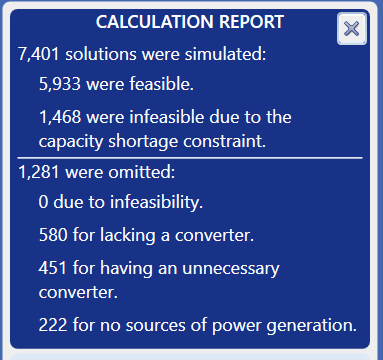 CALCULATION REPORT
7,401 solutions were simulated:
5,933 were feasible.
1,468 were infeasible due to the
capacity shortage constraint.
1,281 were omitted:
0 due to infeasibility.
580 for lacking a converter.
451 for having an unnecessary
converter.
222 for no sources of power generation.